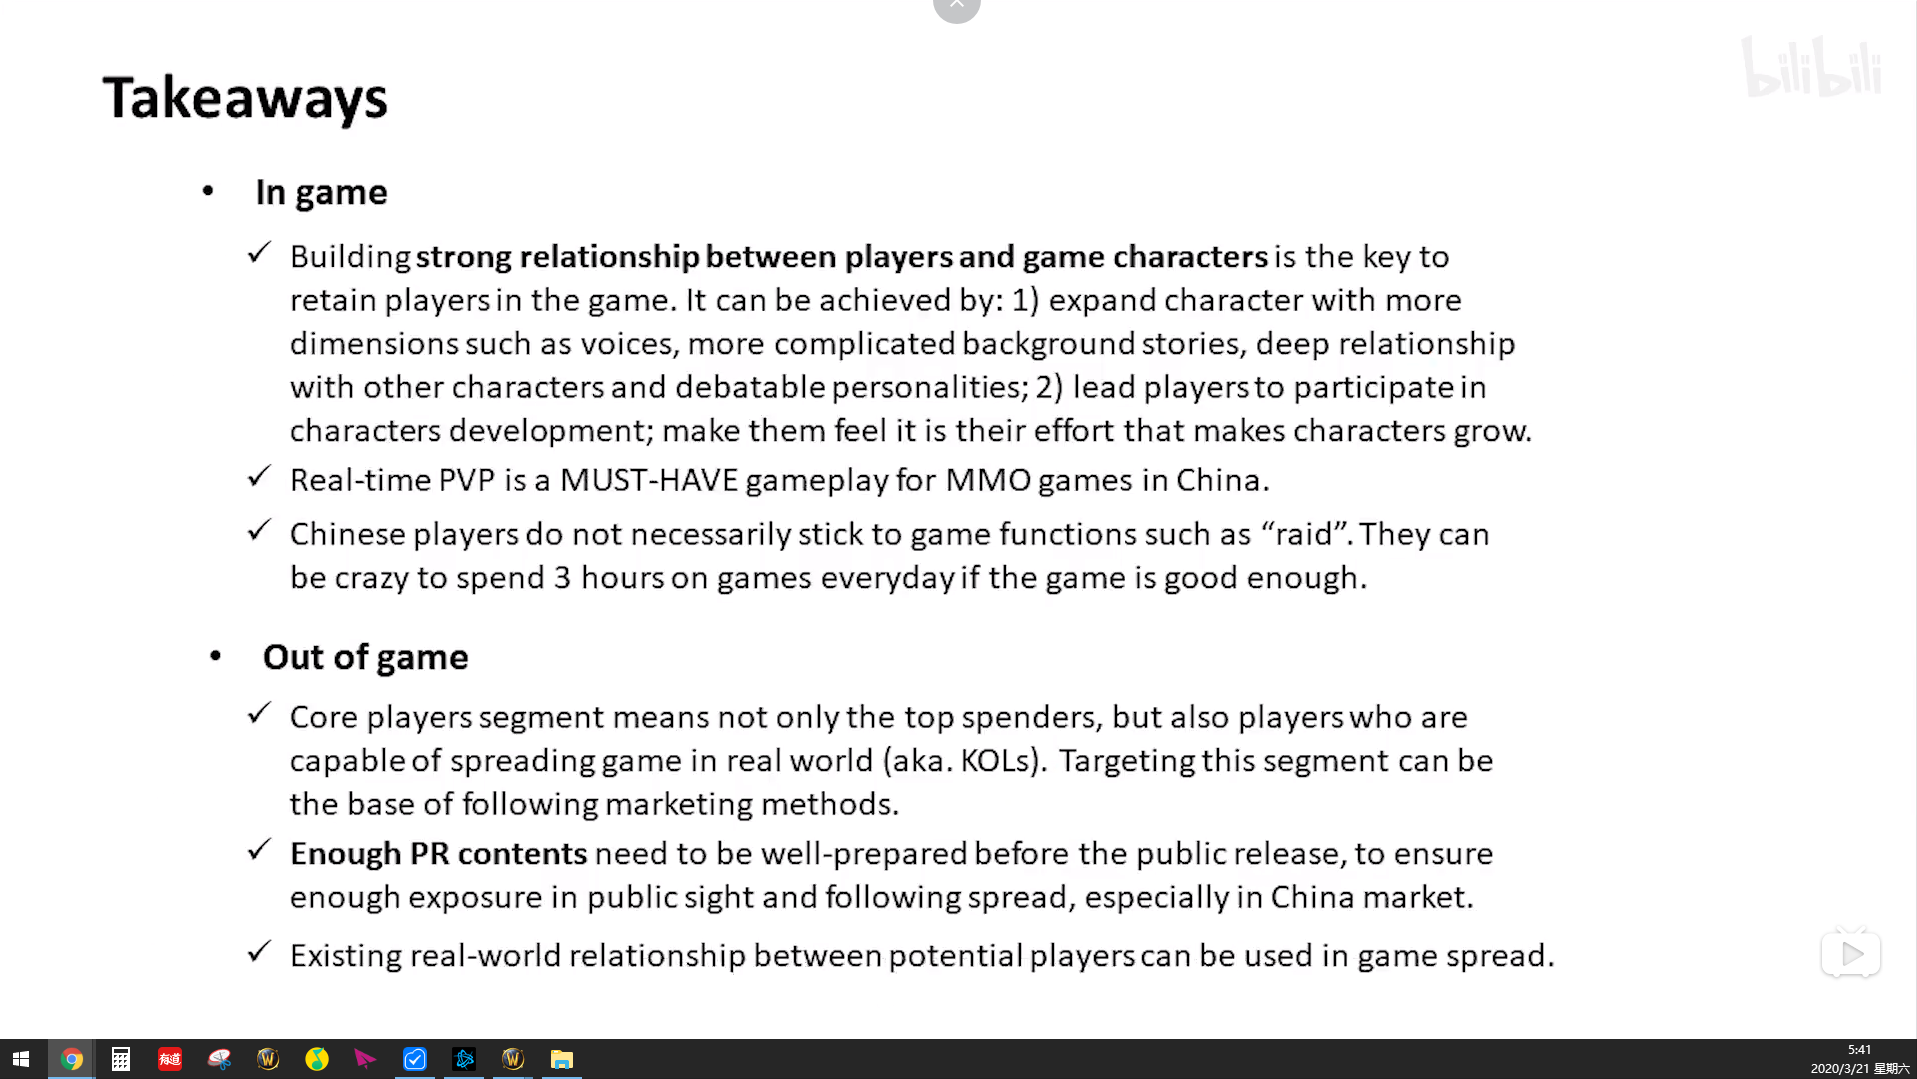 bilibili
Takeaways
• In game
✓ Building strong relationship between players and game characters is the key to
retain players in the game. It can be achieved by: 1) expand character with more
dimensions such as voices, more complicated background stories, deep relationship
with other characters and debatable personalities; 2) lead players to participate in
characters development; make them feel it is their effort that makes characters grow.
✓ Real-time PVP is a MUST-HAVE gameplay for MMO games in China.
✓ Chinese players do not necessarily stick to game functions such as “raid”. They can
be crazy to spend 3 hours on games everyday if the game is good enough.
• Out of game
✓ Core players segment means not only the top spenders, but also players who are
capable of spreading game in real world (aka. KOLs). Targeting this segment can be
the base of following marketing methods.
✓ Enough PR contents need to be well-prepared before the public release, to ensure
enough exposure in public sight and following spread, especially in China market.
✓ Existing real-world relationship between potential players can be used in game spread.
有道
W
W
5:41
2020/3/21 星期六